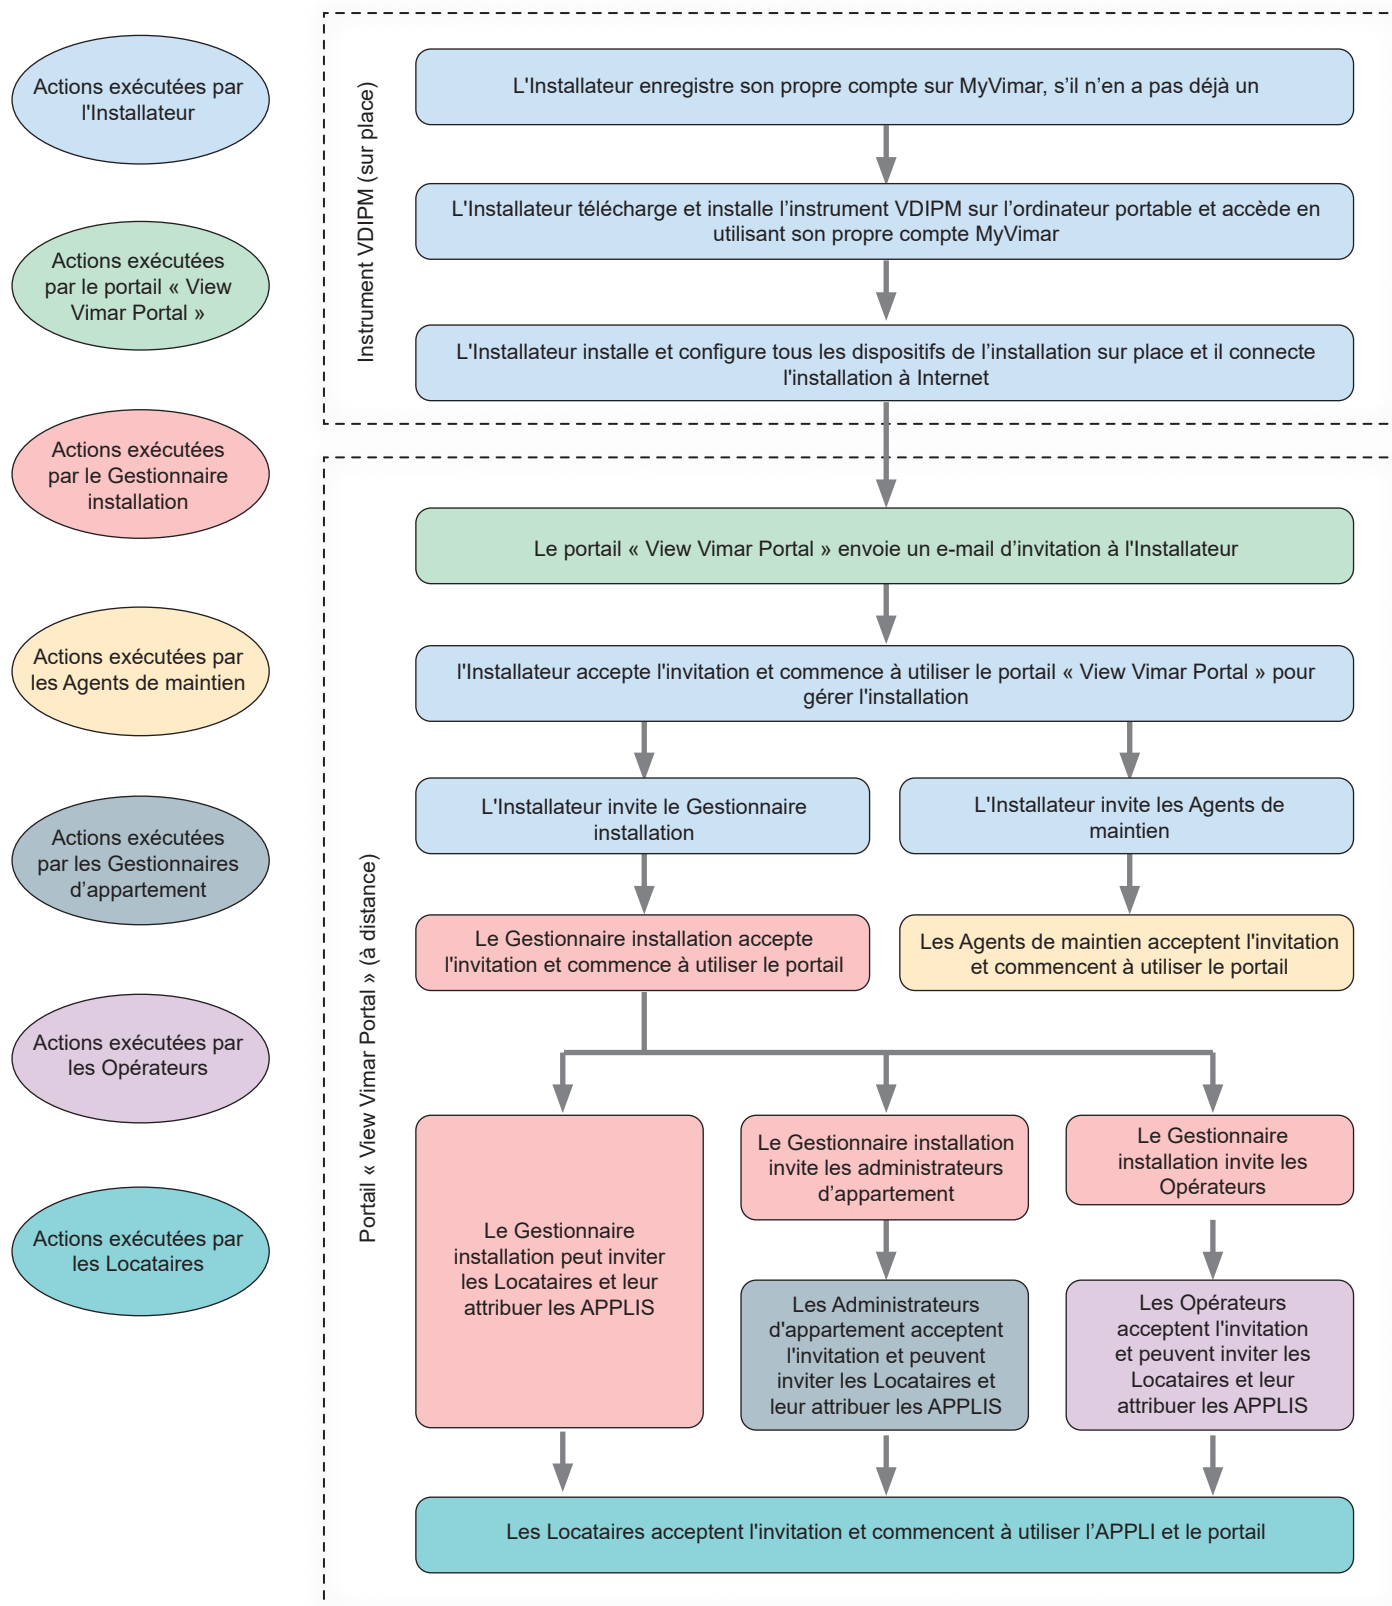 Actions exécutées par
l'Installateur
Actions exécutées
par le portail « View
Vimar Portal »
Actions exécutées
par le Gestionnaire
installation
Actions exécutées par
les Agents de maintien
Actions exécutées
par les Gestionnaires
d’appartement
Actions exécutées par
les Opérateurs
Actions exécutées par
les Locataires
Instrument VDIPM (sur place)
L'Installateur enregistre son propre compte sur MyVimar, s’il n’en a pas déjà un
L'Installateur télécharge et installe l’instrument VDIPM sur l’ordinateur portable et accède en
utilisant son propre compte MyVimar
L'Installateur installe et configure tous les dispositifs de l’installation sur place et il connecte
l'installation à Internet
Portail « View Vimar Portal » (à distance)
Le portail « View Vimar Portal » envoie un e-mail d’invitation à l'Installateur
l'Installateur accepte l'invitation et commence à utiliser le portail « View Vimar Portal » pour
gérer l'installation
L'Installateur invite le Gestionnaire
installation
L'Installateur invite les Agents de
maintien
Le Gestionnaire installation accepte
l'invitation et commence à utiliser le portail
Les Agents de maintien acceptent l'invitation
et commencent à utiliser le portail
Le Gestionnaire
installation peut inviter
les Locataires et leur
attribuer les APPLIS
Le Gestionnaire installation
invite les administrateurs
d’appartement
Le Gestionnaire
installation invite les
Opérateurs
Les Administrateurs
d'appartement acceptent
l'invitation et peuvent
inviter les Locataires et
leur attribuer les APPLIS
Les Opérateurs
acceptent l'invitation
et peuvent inviter les
Locataires et leur
attribuer les APPLIS
Les Locataires acceptent l'invitation et commencent à utiliser l’APPLI et le portail